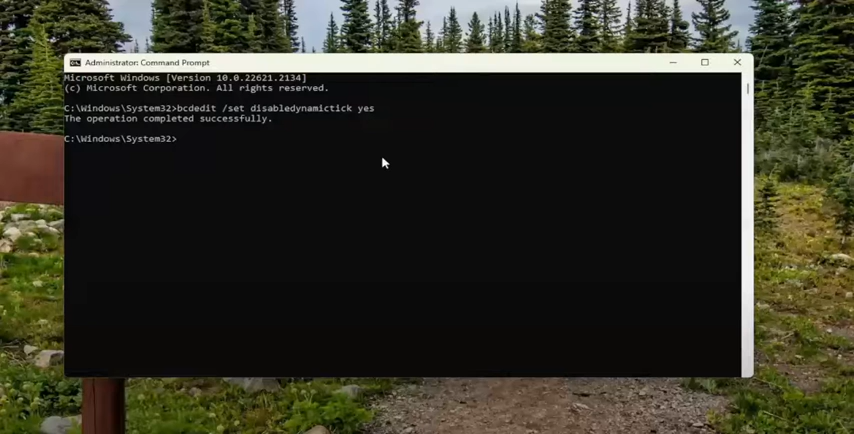 Administrator: Command Prompt
Microsoft Windows [Version 10.0.22621.2134]
(c) Microsoft Corporation. All rights reserved.
C:\Windows\System32>bcdedit /set disabledynamictick yes
The operation completed successfully.
C:\Windows\System32>